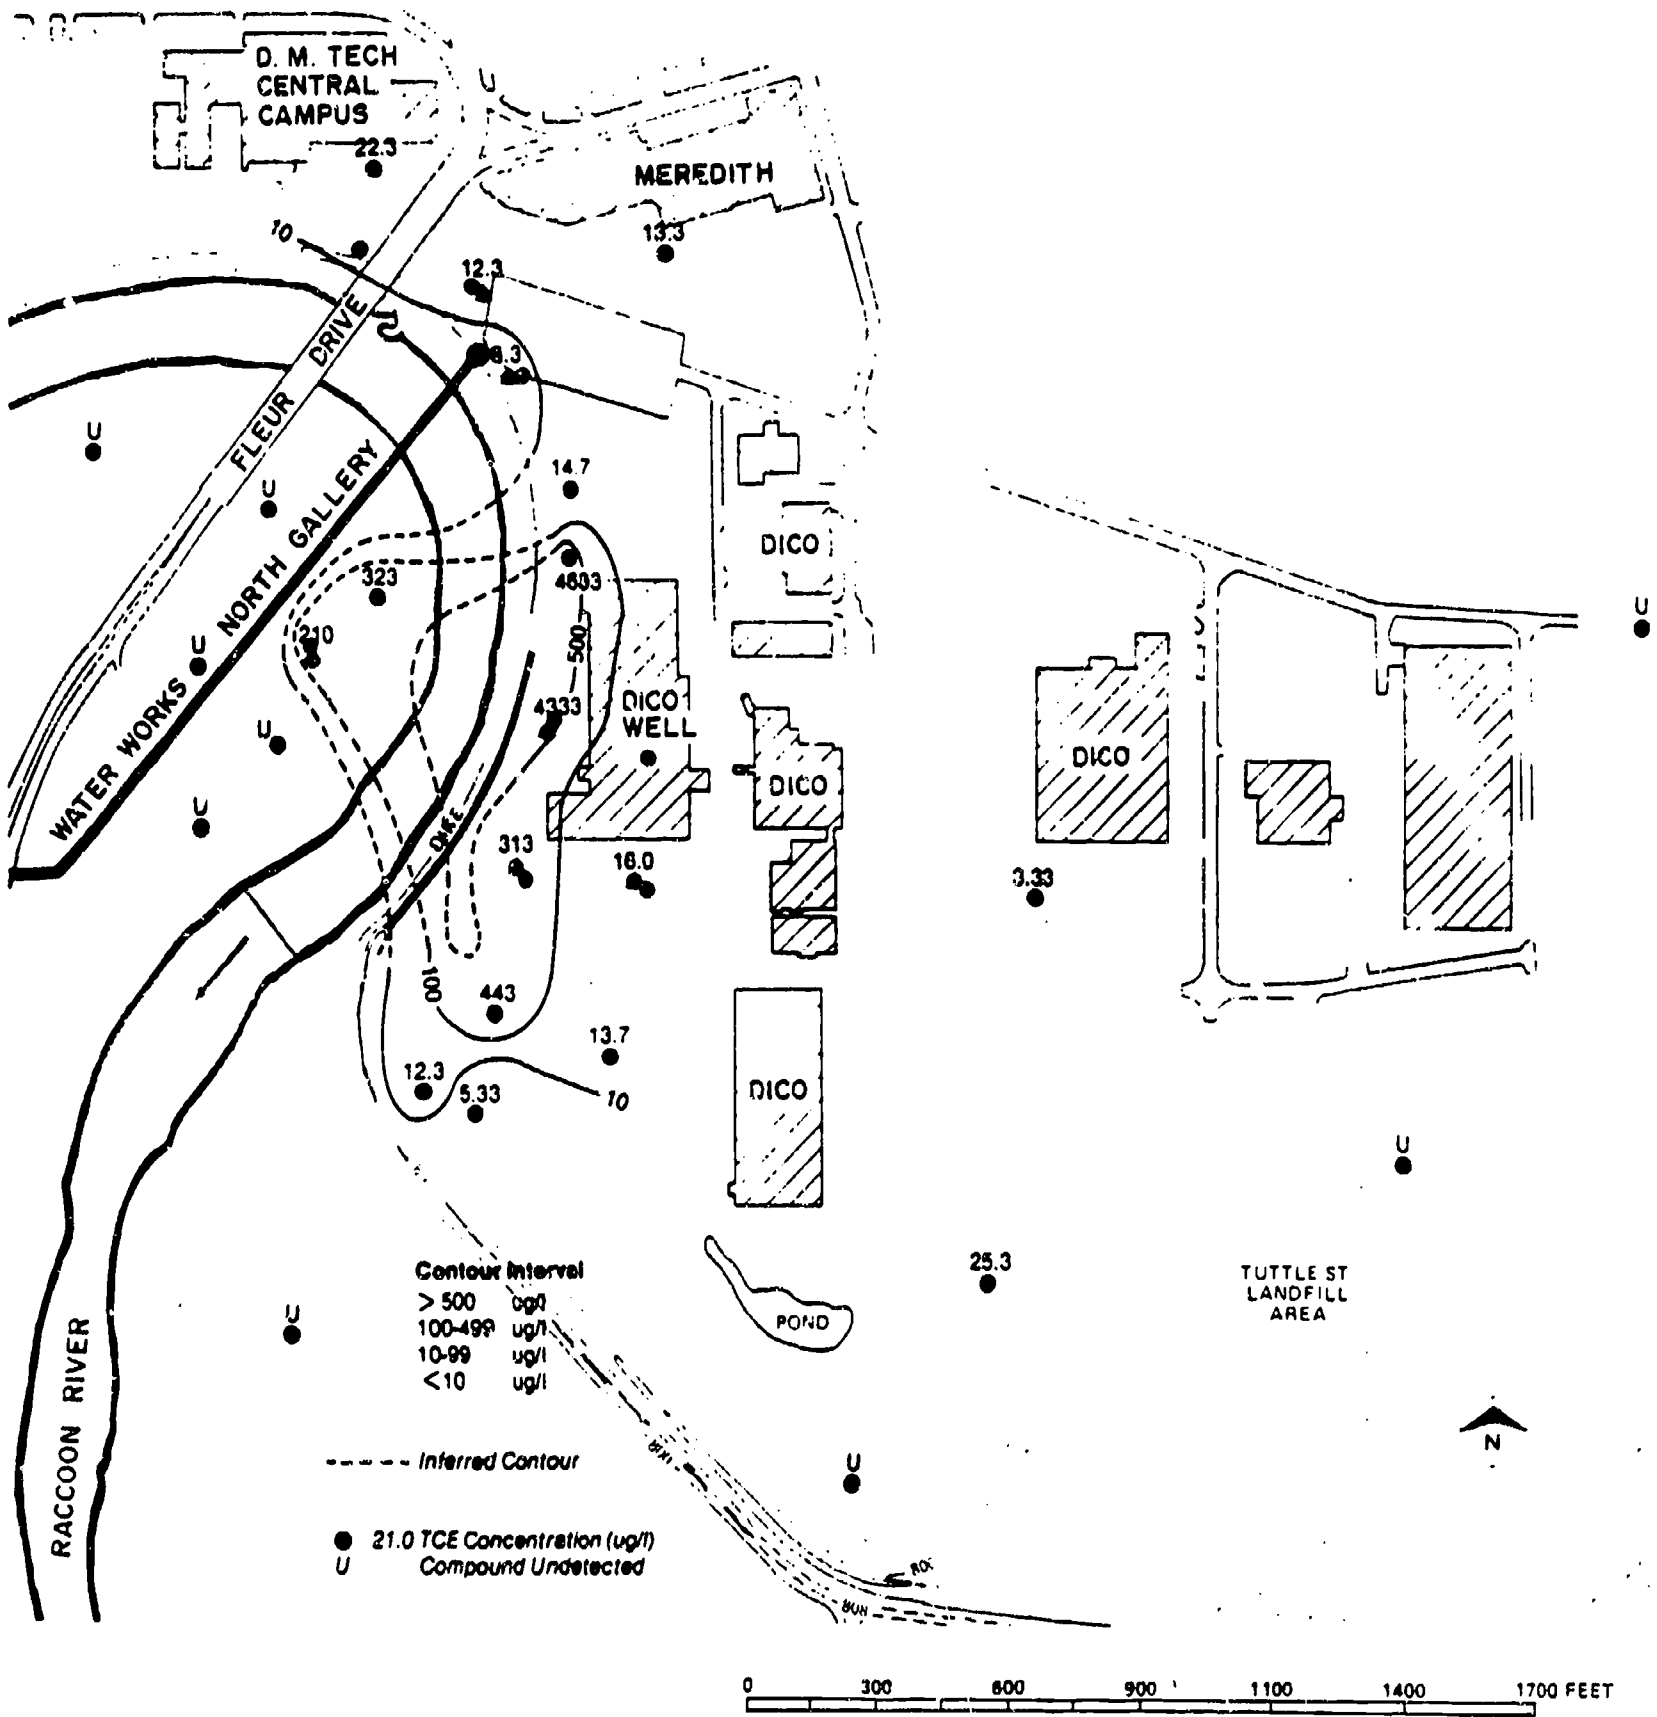 D. M. TECH
CENTRAL
CAMPUS
U
22.3
MEREDITH
10
13.3
12.3
FLEUR DRIVE
U
WATER WORKS NORTH GALLERY
U
14.7
DICO
323
500
U
210
U
DICO
WELL
4333
DICO
DICO
U
U
DIKE
313
16.0
3.33
100
443
13.7
12.3
5.33
10
DICO
U
25.3
TUTTLE ST
LANDFILL
AREA
POND
U
RACCOON RIVER
Contour Interval
> 500 ug/l
100-499 ug/l
10-99 ug/l
<10 ug/l
Inferred Contour
N
U
21.0 TCE Concentration (ug/l)
U Compound Undetected
0 300 600 900 1100 1400 1700 FEET